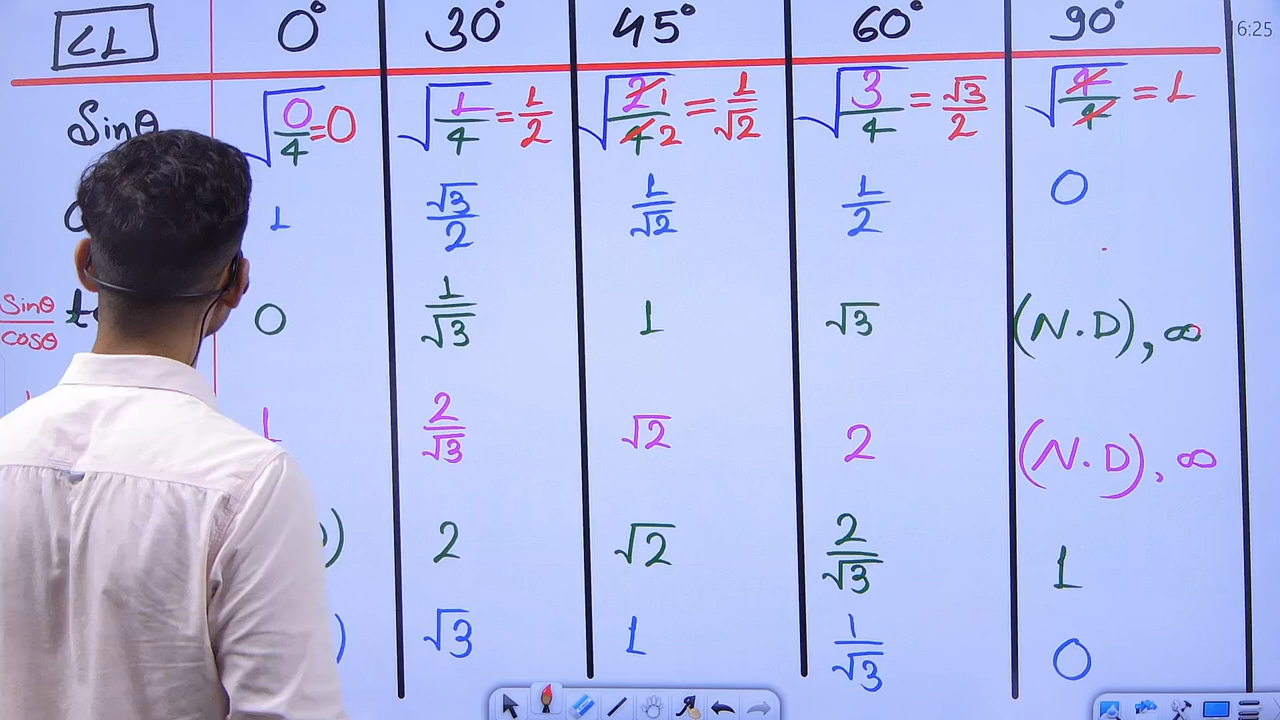 ∠L 0° 30° 45° 60° 90° 6:25
Sinθ √0/4=0 √1/4=1/2 √21/42=1/√2 √3/4=√3/2 √4/4=1
1 √3/2 1/√2 1/2 0
Sinθ/cosθ 0 1/√3 1 √3 (N.D), ∞
1 2/√3 √2 2 (N.D), ∞
) 2 √2 2/√3 1
) √3 1 1/√3 0